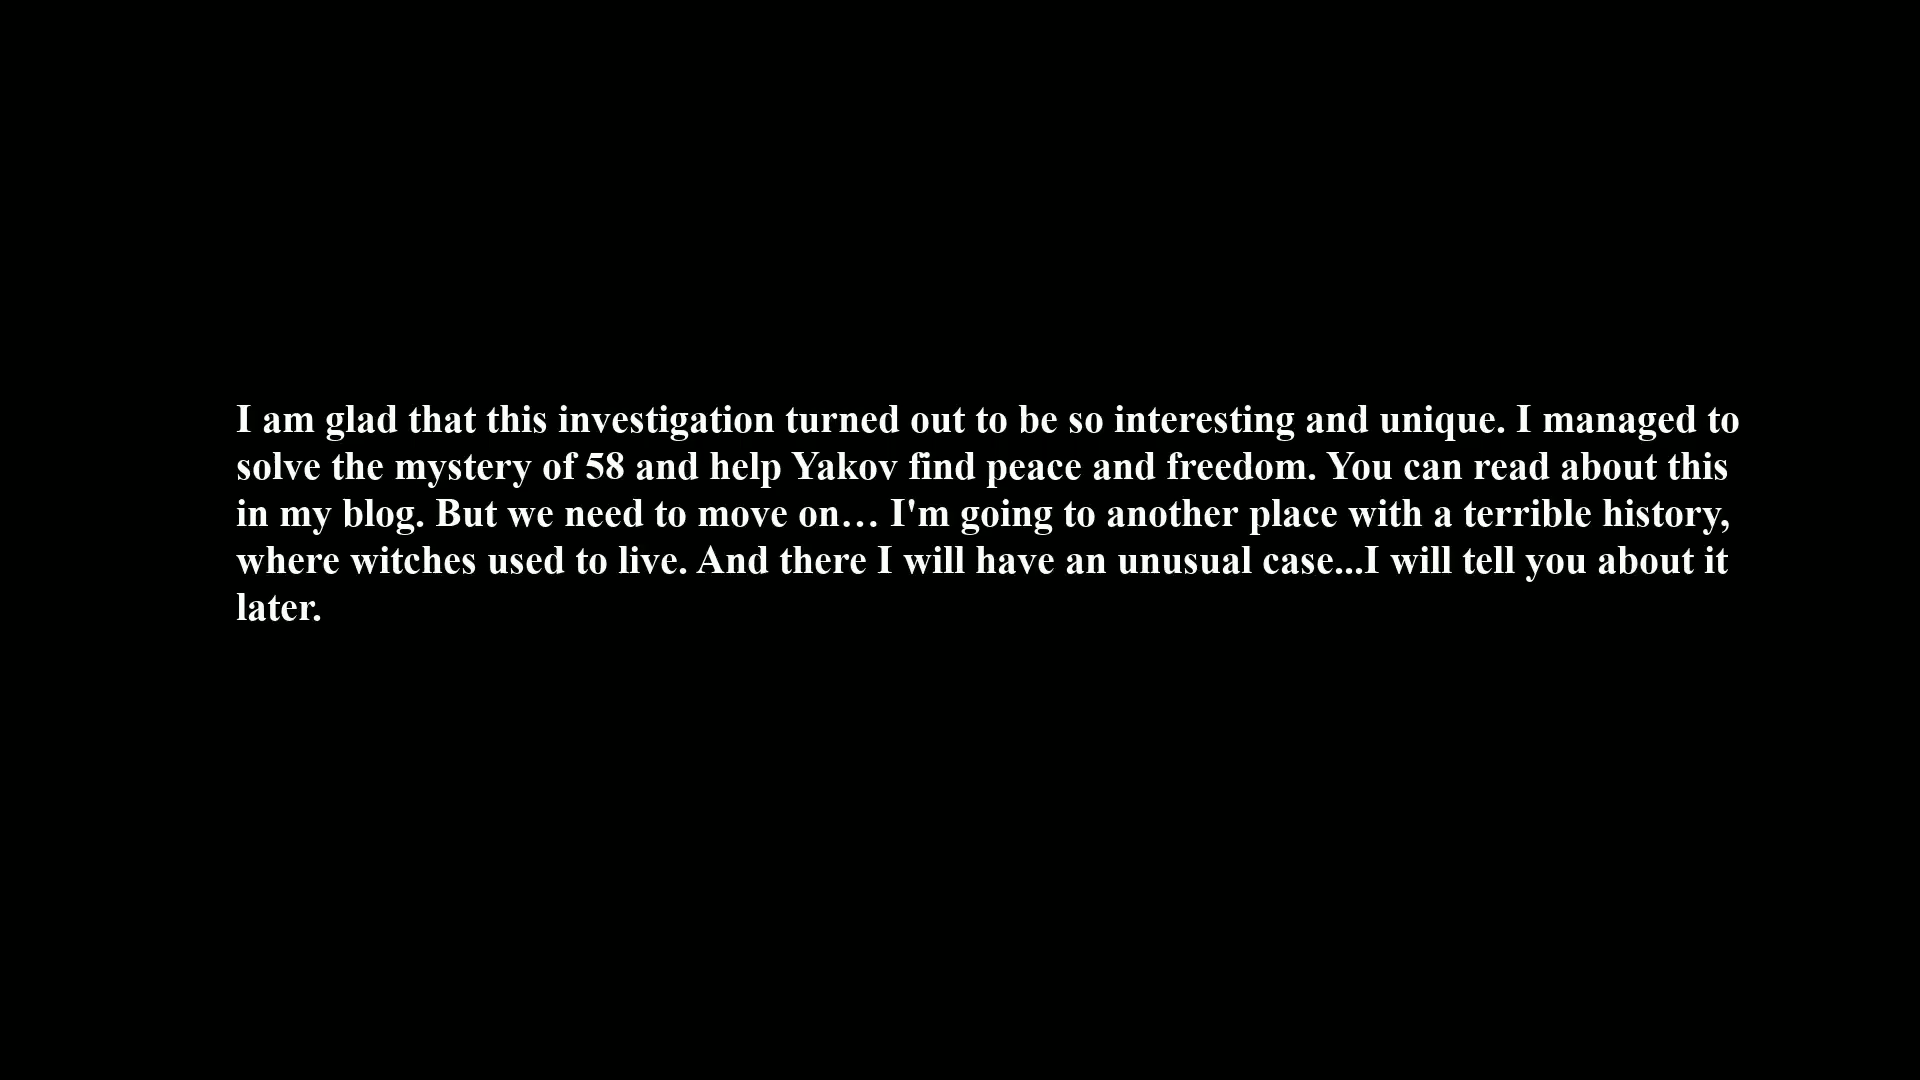 I am glad that this investigation turned out to be so interesting and unique. I managed to
solve the mystery of 58 and help Yakov find peace and freedom. You can read about this
in my blog. But we need to move on… I'm going to another place with a terrible history,
where witches used to live. And there I will have an unusual case...I will tell you about it
later.